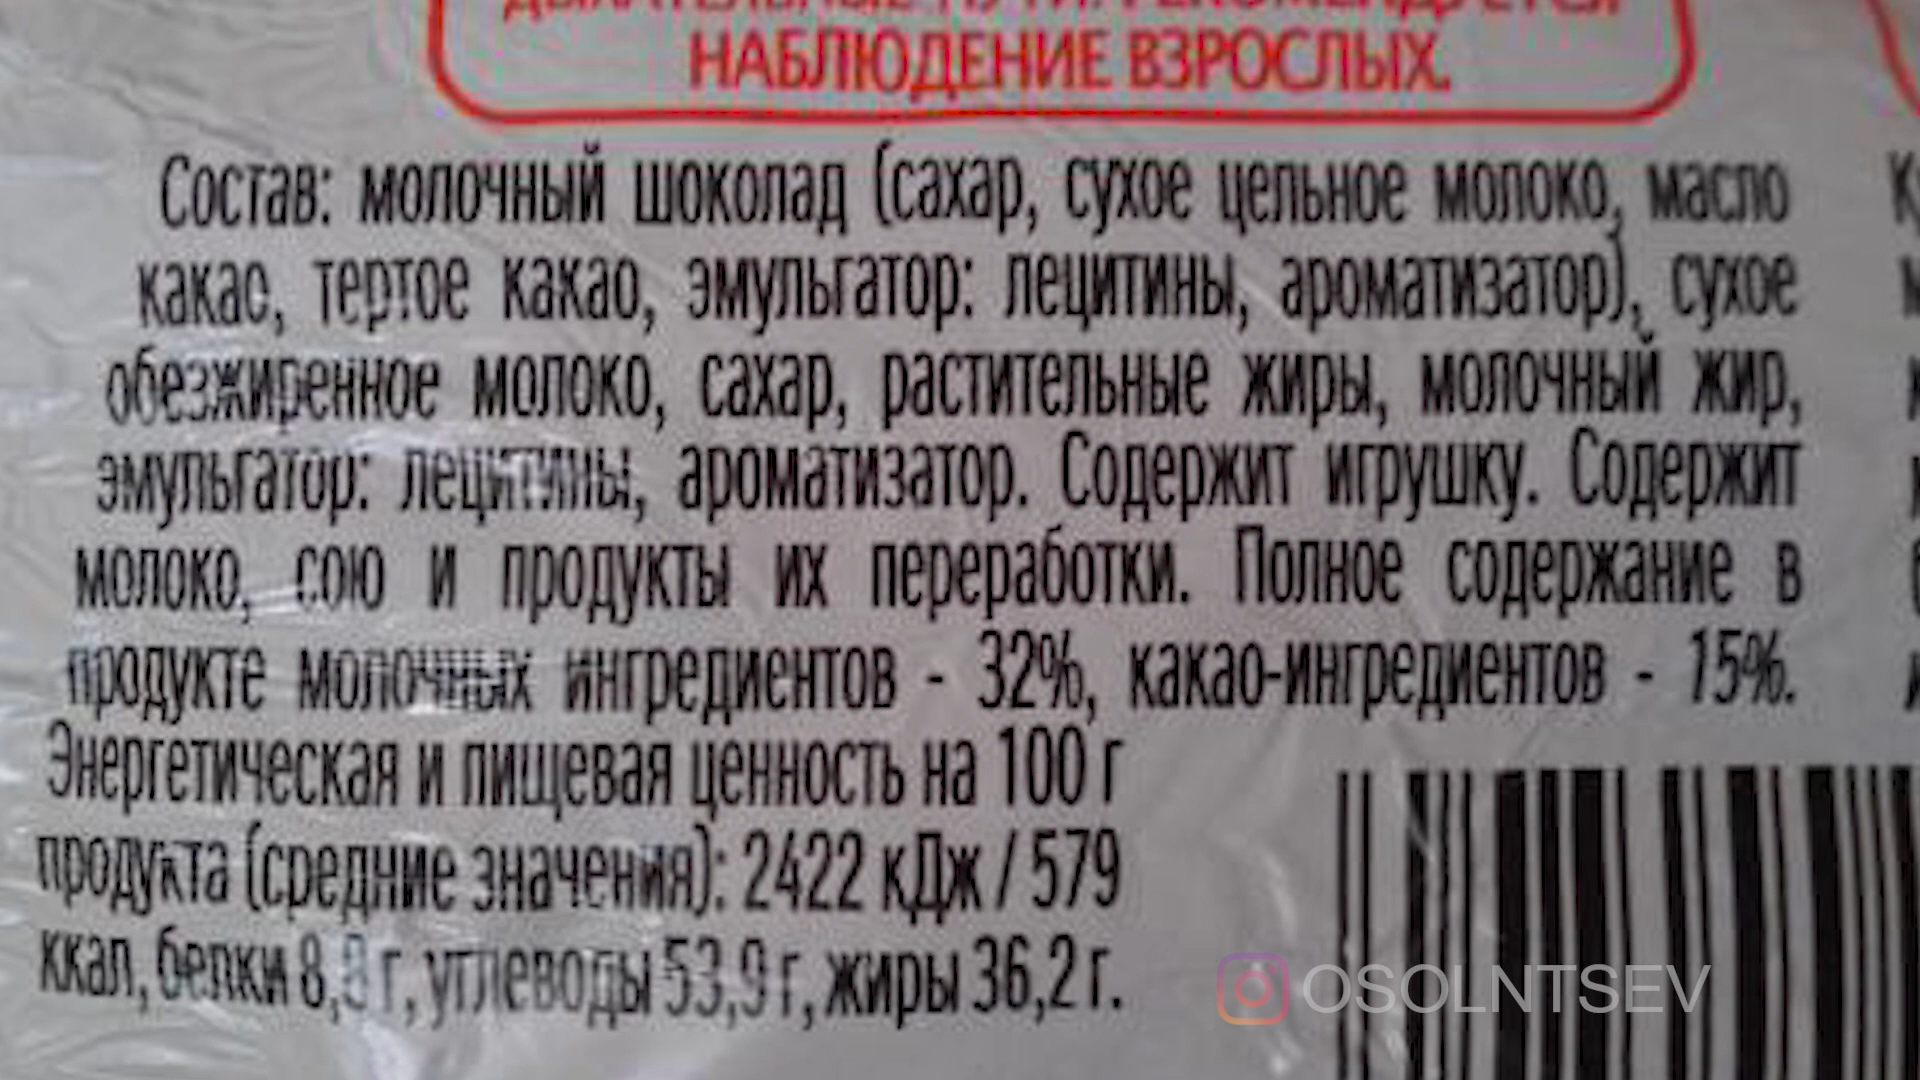 ДЫХАТЕЛЬНЫЕ ПУТИ. РЕКОМЕНДУЕТСЯ
НАБЛЮДЕНИЕ ВЗРОСЛЫХ.
Состав: молочный шоколад (сахар, сухое цельное молоко, масло
какао, тертое какао, эмульгатор: лецитины, ароматизатор), сухое
обезжиренное молоко, сахар, растительные жиры, молочный жир,
эмульгатор: лецитины, ароматизатор. Содержит игрушку. Содержит
молоко, сою и продукты их переработки. Полное содержание в
продукте молочных ингредиентов - 32%, какао-ингредиентов - 15%.
Энергетическая и пищевая ценность на 100 г
продукта (средние значения): 2422 кДж / 579
ккал, белки 8,8 г, углеводы 53,9 г, жиры 36,2 г.
OSOLNTSEV